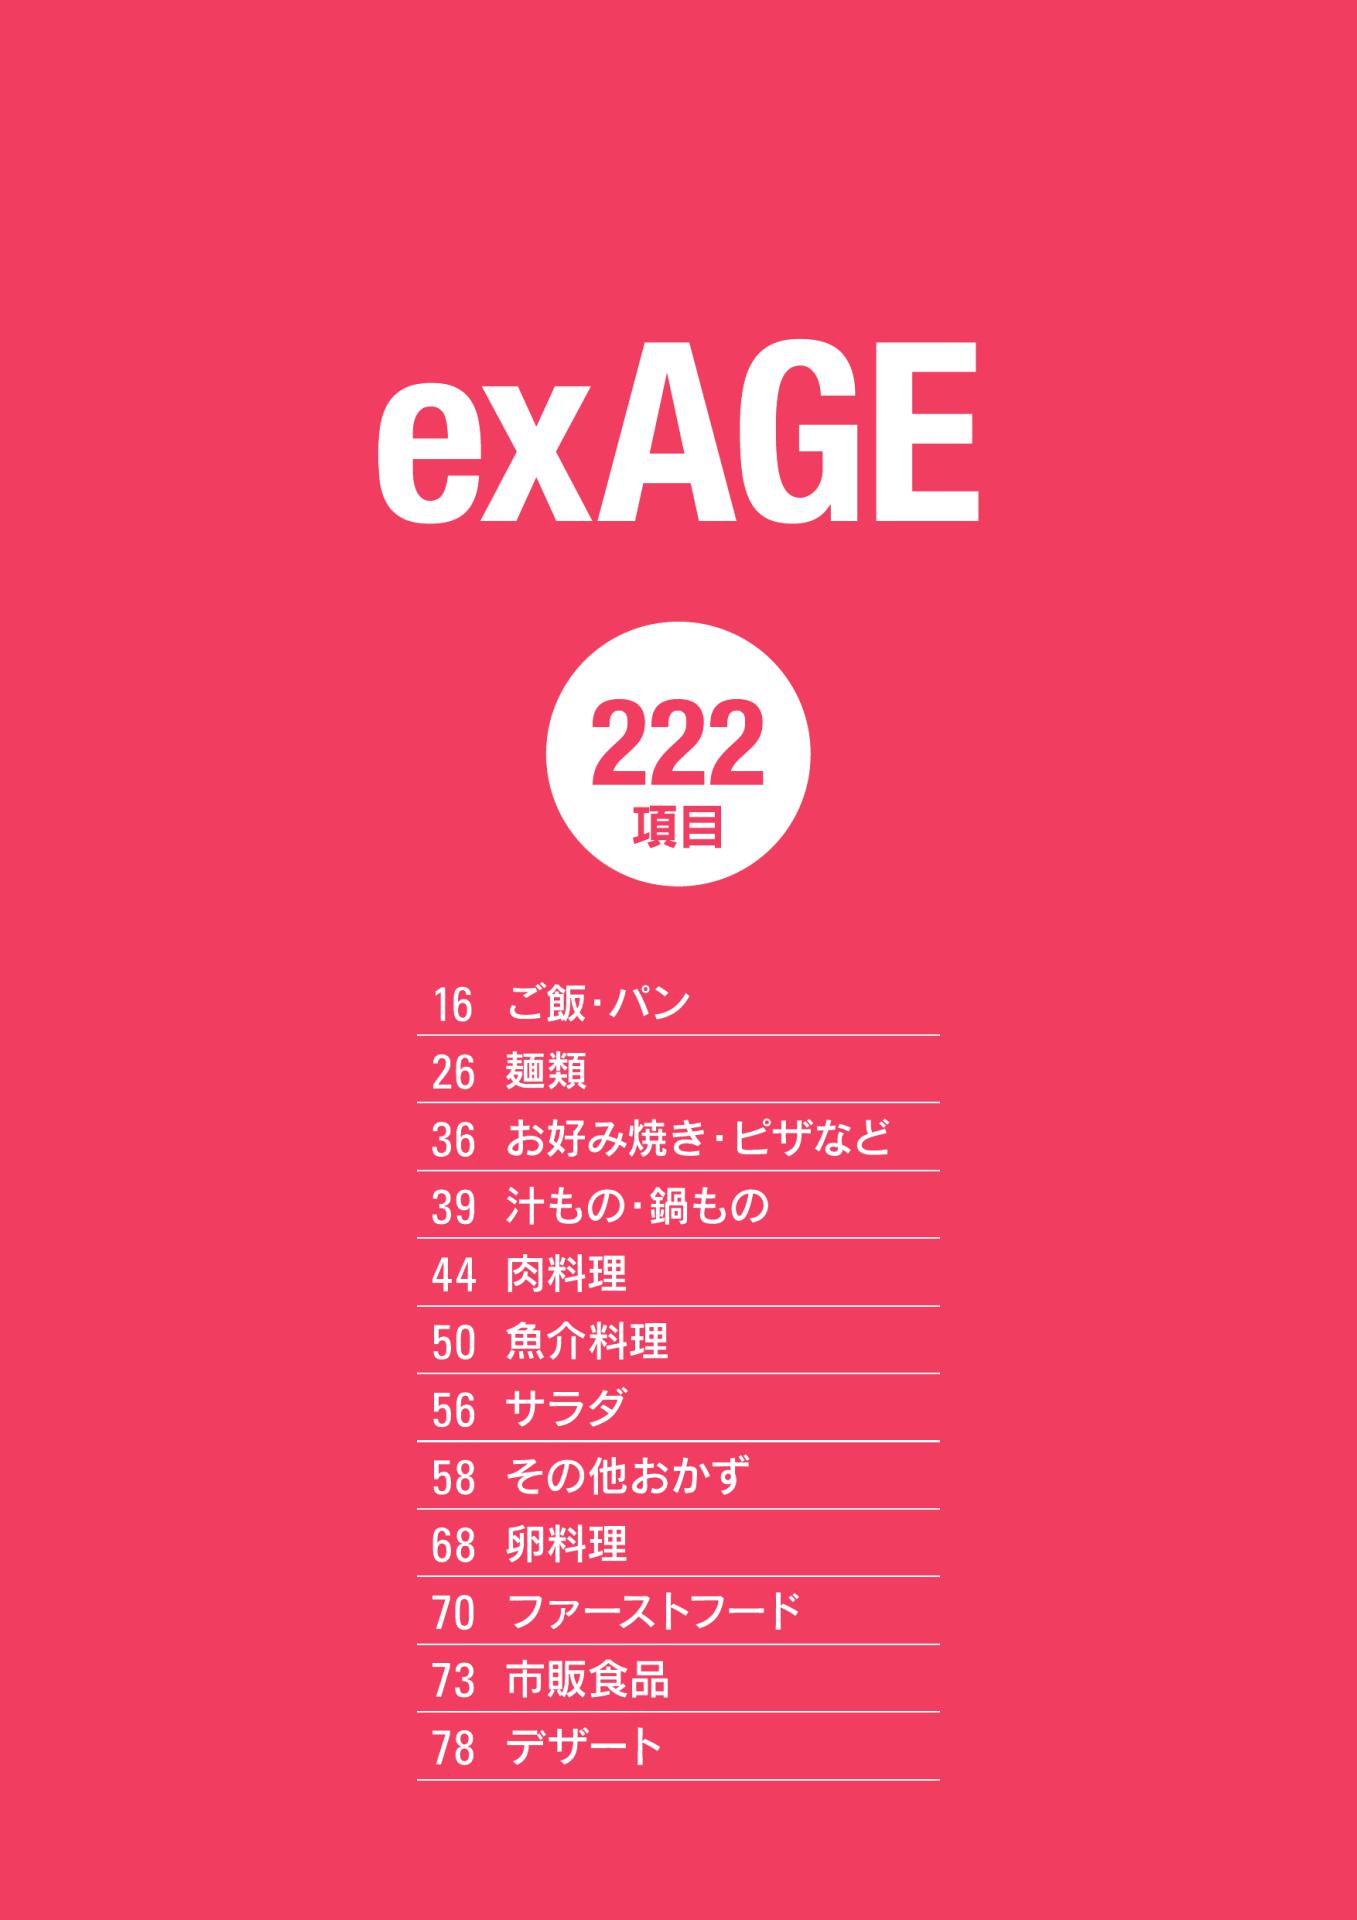 exAGE
222
項目
16 ご飯・パン
26 麺類
36 お好み焼き・ピザなど
39 汁もの・鍋もの
44 肉料理
50 魚介料理
56 サラダ
58 その他おかず
68 卵料理
70 ファーストフード
73 市販食品
78 デザート